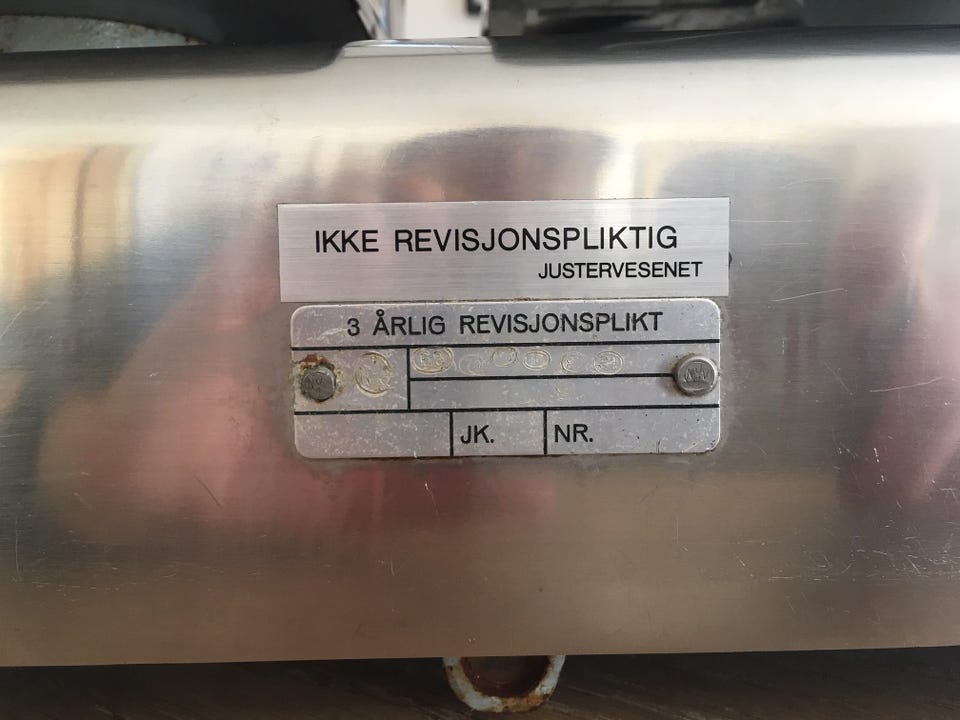 IKKE REVISJONSPLIKTIG
JUSTERVESENET
3 ÅRLIG REVISJONSPLIKT
JK. NR.